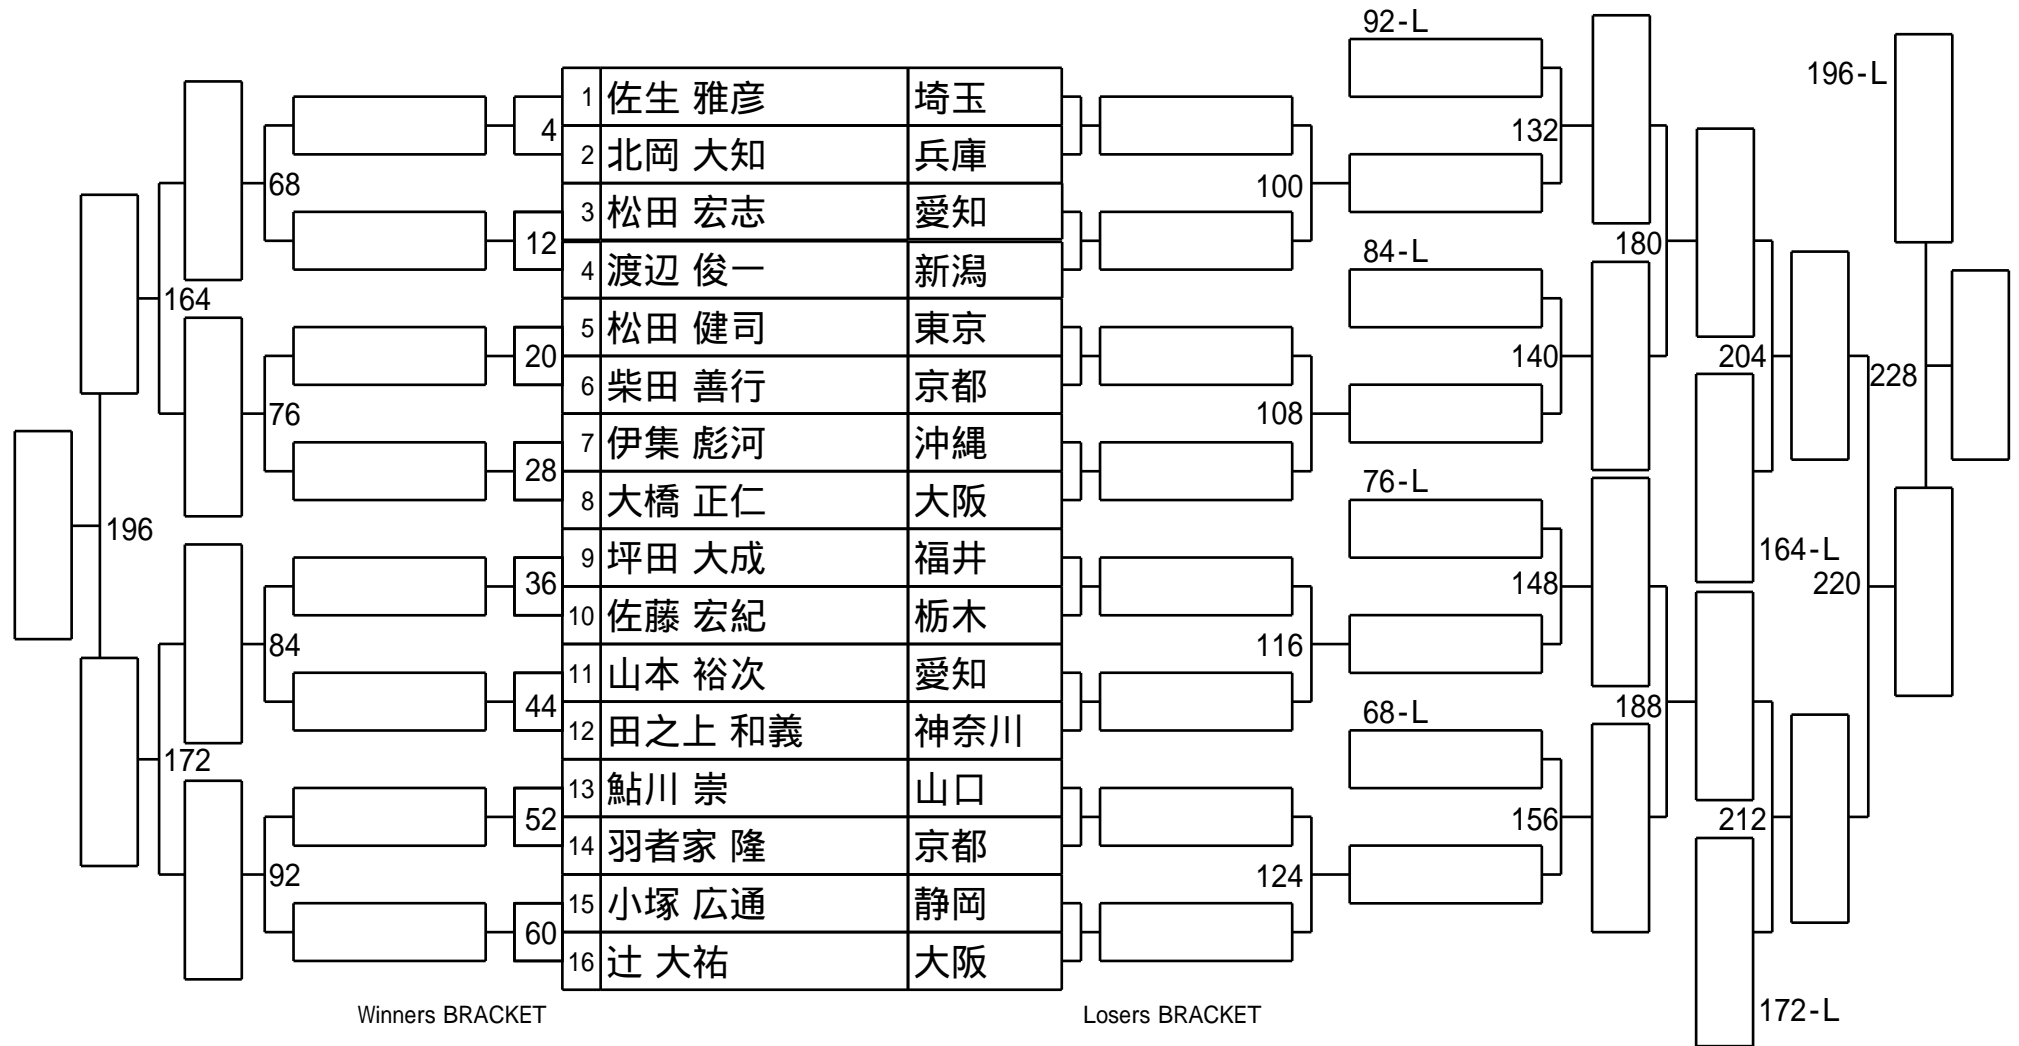 92-L
196-L
1 佐生 雅彦 埼玉
4
132
2 北岡 大知 兵庫
68
100
3 松田 宏志 愛知
12
180
84-L
4 渡辺 俊一 新潟
164
5 松田 健司 東京
20
140
204
228
6 柴田 善行 京都
76
108
7 伊集 彪河 沖縄
28
76-L
8 大橋 正仁 大阪
196
164-L
9 坪田 大成 福井
36
148
220
10 佐藤 宏紀 栃木
84
116
11 山本 裕次 愛知
44
188
68-L
12 田之上 和義 神奈川
172
13 鮎川 崇 山口
52
156
212
14 羽者家 隆 京都
92
124
15 小塚 広通 静岡
60
16 辻 大祐 大阪
172-L
Winners BRACKET
Losers BRACKET